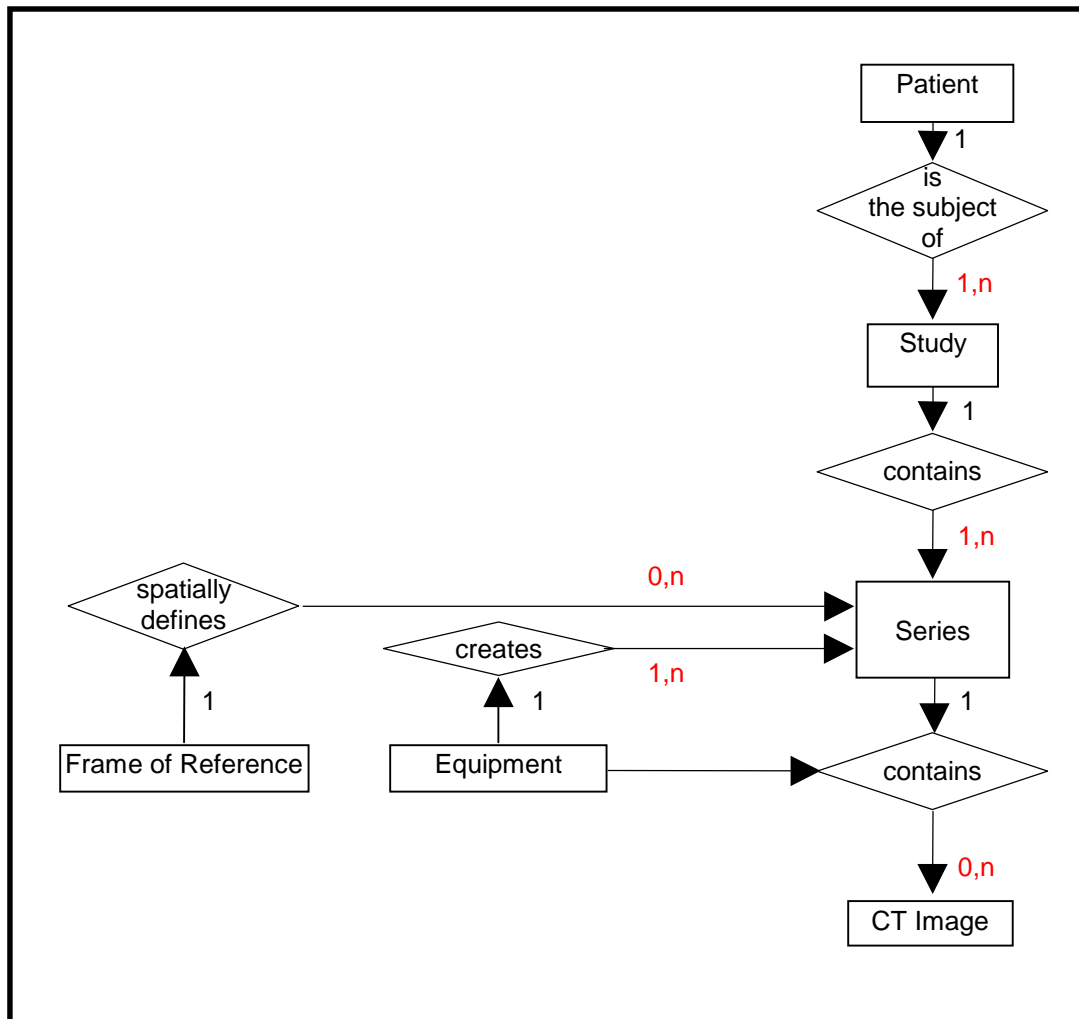 Patient
1
is
the subject
of
1,n
Study
1
contains
1,n
spatially
defines
0,n
Series
creates
1,n
1
1
1
Frame of Reference
Equipment
contains
0,n
CT Image